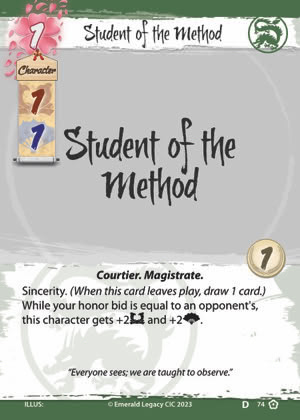 1
Student of the Method
Character
1
1
Student of the
Method
1
Courtier. Magistrate.
Sincerity. (When this card leaves play, draw 1 card.)
While your honor bid is equal to an opponent's,
this character gets +2 and +2.
"Everyone sees; we are taught to observe."
ILLUS:
© Emerald Legacy CIC 2023
D 74